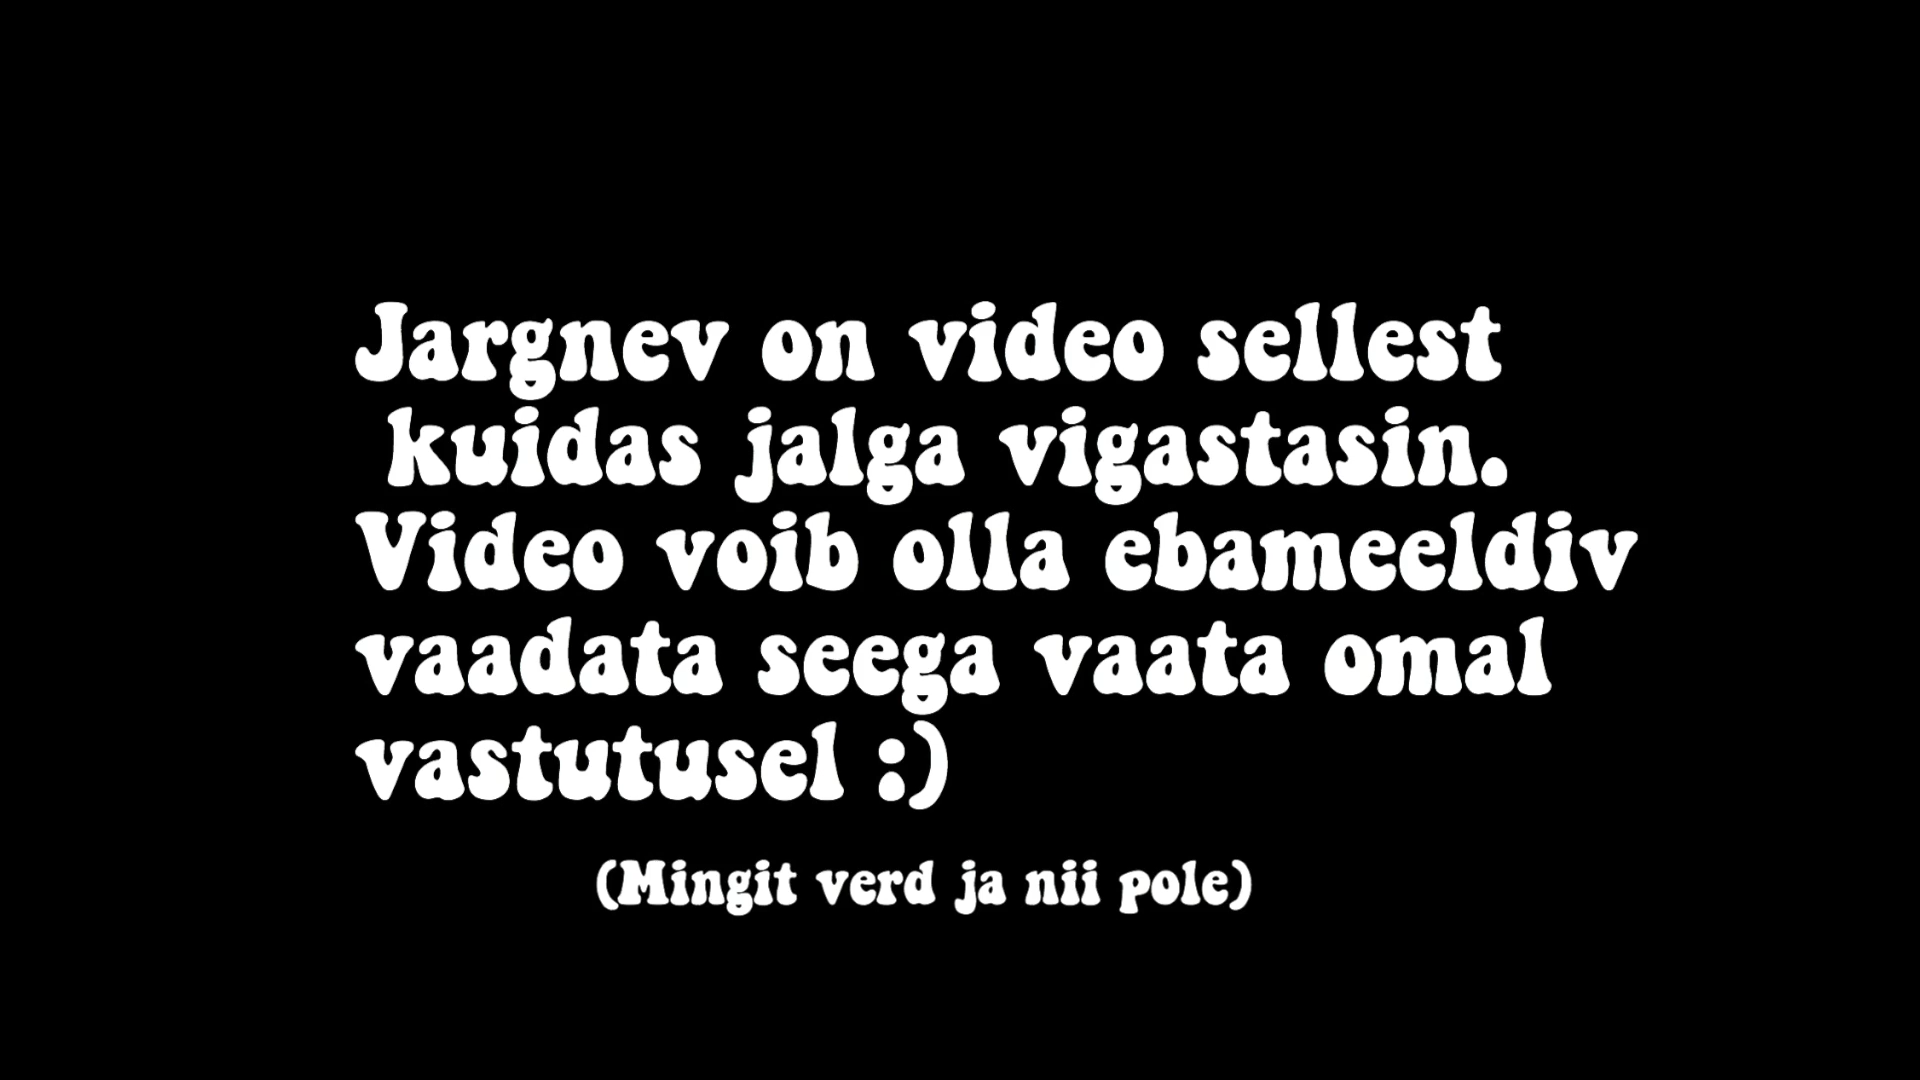 Jargnev on video sellest
kuidas jalga vigastasin.
Video voib olla ebameeldiv
vaadata seega vaata omal
vastutusel :)
(Mingit verd ja nii pole)